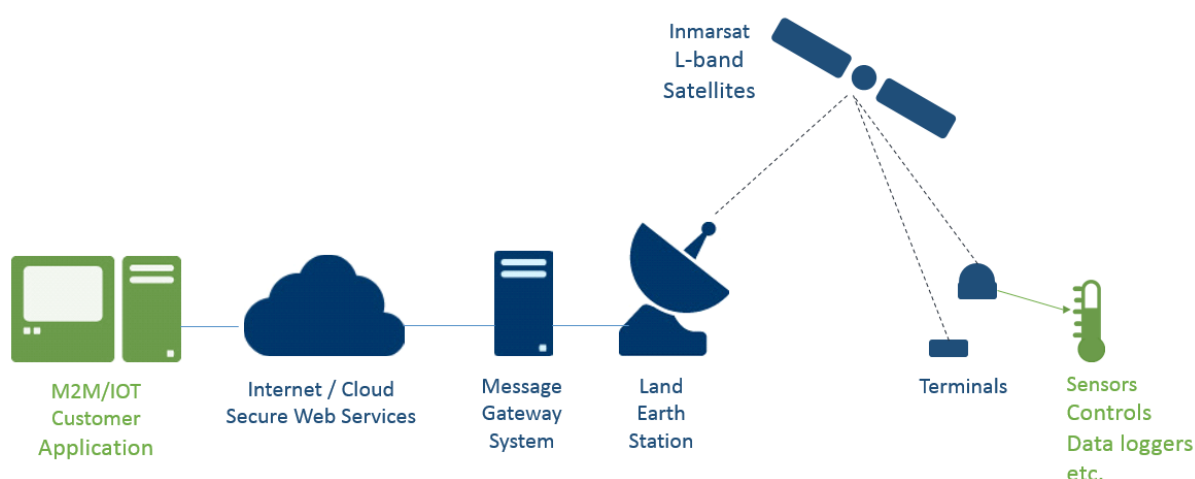 Inmarsat
L-band
Satellites
M2M/IOT
Customer
Application
Internet / Cloud
Secure Web Services
Message
Gateway
System
Land
Earth
Station
Terminals
Sensors
Controls
Data loggers
etc.